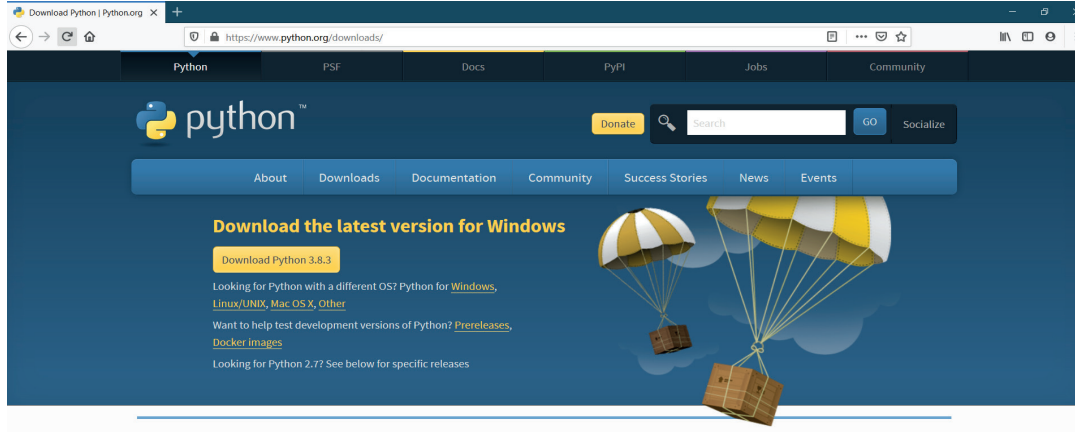 Download Python | Python.org
https://www.python.org/downloads/
Python PSF Docs PyPI Jobs Community
python™
Donate Search GO Socialize
About Downloads Documentation Community Success Stories News Events
Download the latest version for Windows
Download Python 3.8.3
Looking for Python with a different OS? Python for Windows,
Linux/UNIX, Mac OS X, Other
Want to help test development versions of Python? Prereleases,
Docker images
Looking for Python 2.7? See below for specific releases